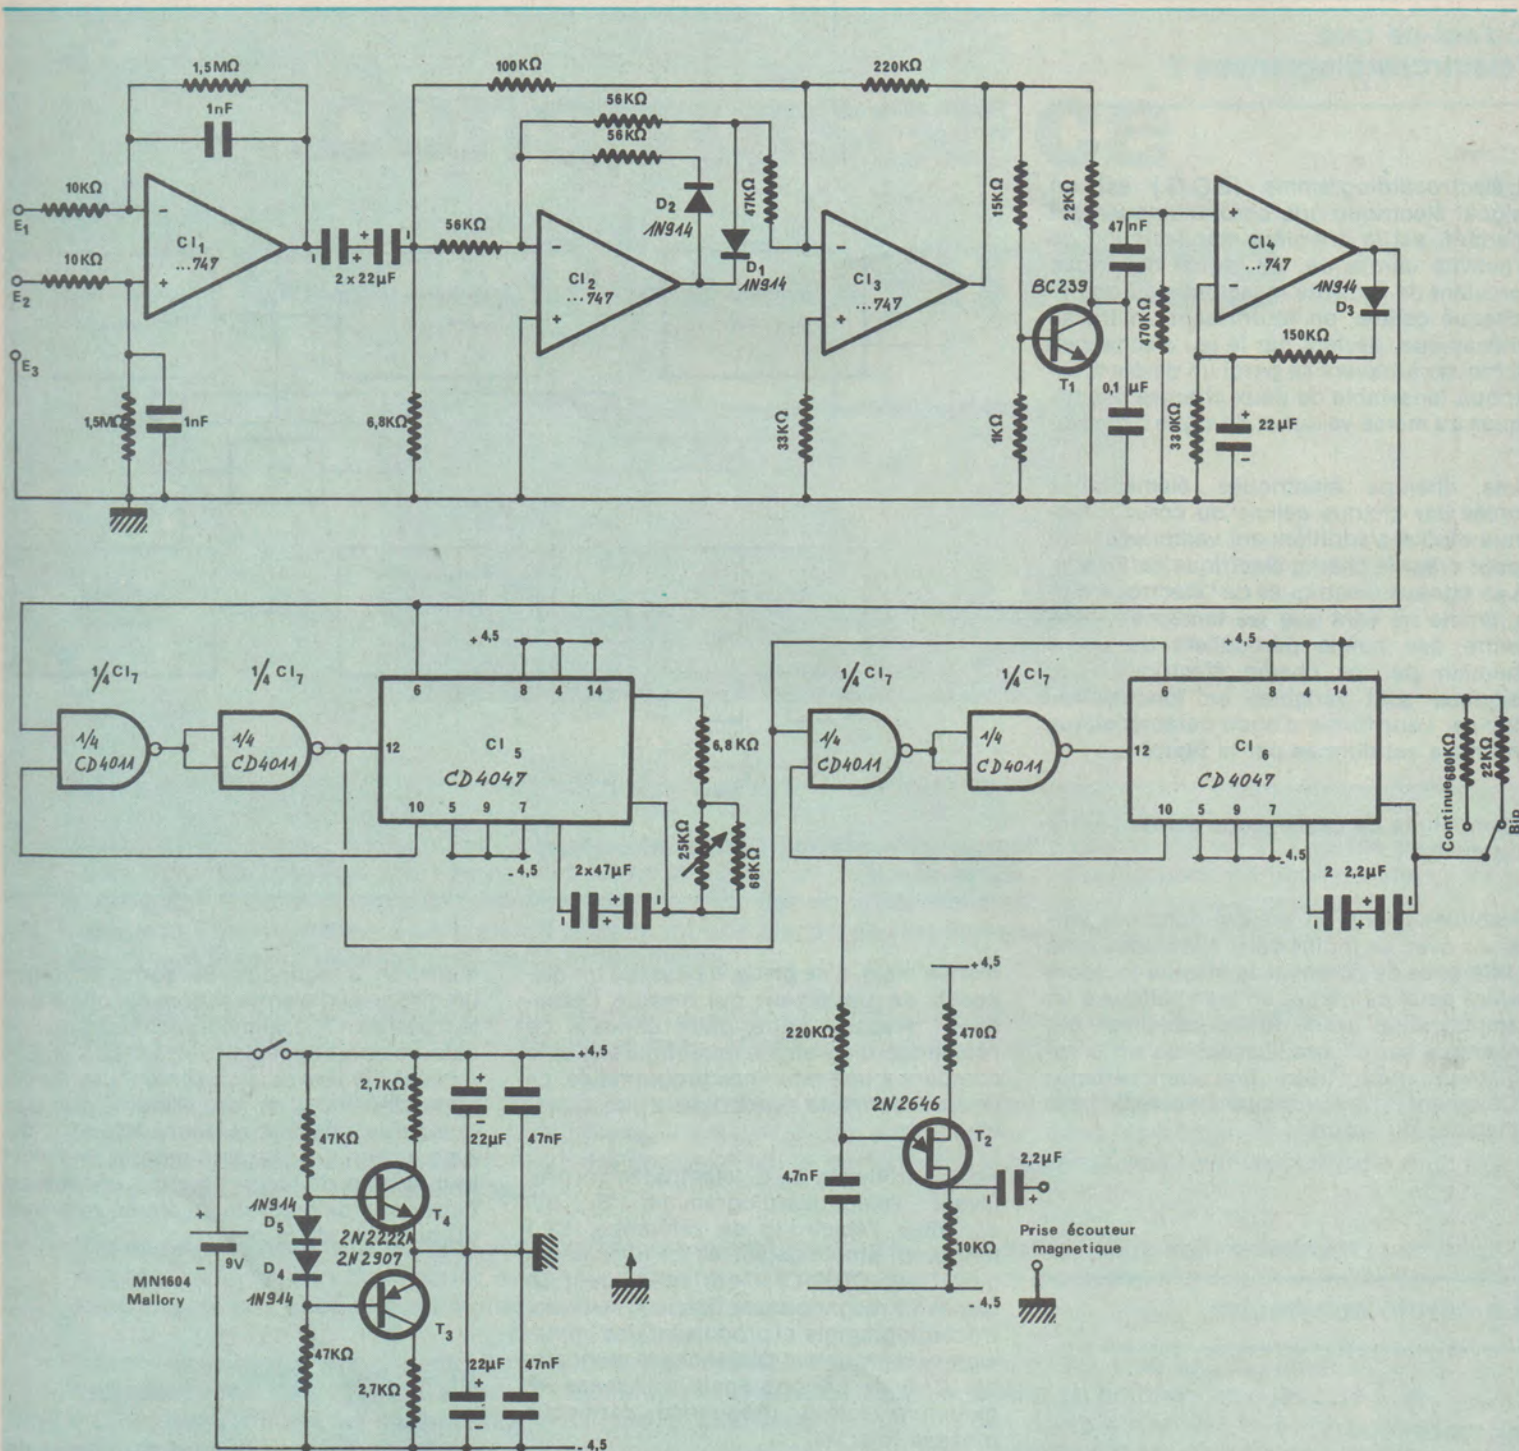 1,5MΩ
1nF
10KΩ
E1
10KΩ
E2
E3
-
+
CI1
...747
1,5MΩ
1nF
- + + -
2 x 22µF
100KΩ
56KΩ
56KΩ
56KΩ
6,8KΩ
-
+
CI2
...747
D2
1N914
D1
1N914
47KΩ
220KΩ
-
+
CI3
...747
33KΩ
15KΩ
22KΩ
BC239
T1
1KΩ
47nF
470KΩ
0,1 µF
+
-
CI4
...747
1N914
D3
150KΩ
330KΩ
+
22µF
-
1/4 CI7
1/4 CI7
1/4
CD4011
1/4
CD4011
+4,5
6
8
4
14
12
CI5
CD4047
10
5
9
7
- 4,5
6,8KΩ
25KΩ
68KΩ
2x47µF
- + + -
1/4 CI7
1/4 CI7
1/4
CD4011
1/4
CD4011
+4,5
6
8
4
14
12
CI6
CD4047
10
5
9
7
- 4,5
Continue
680KΩ
22KΩ
Bip
2 2,2µF
- + + -
+4,5
220KΩ
470Ω
2N2646
T2
4,7nF
2,2µF
- +
10KΩ
- 4,5
Prise écouteur
magnetique
+4,5
2,7KΩ
47KΩ
+
-
22µF
47nF
1N914
D5
2N2222A
T4
2N2907
D4
1N914
T3
+
9V
-
MN1604
Mallory
47KΩ
2,7KΩ
22µF
47nF
+
-
- 4,5